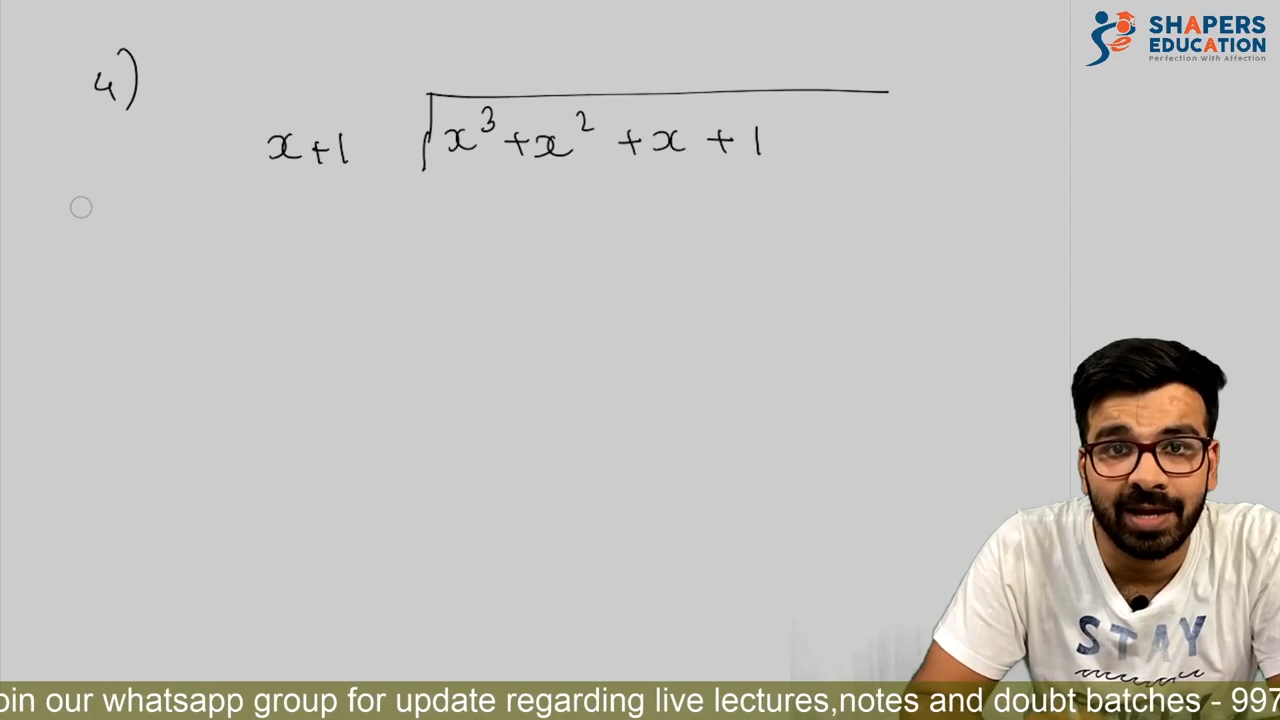 SHAPERS
EDUCATION
Perfection With Affection
4)
x+1 x³+x²+x+1
STAY
oin our whatsapp group for update regarding live lectures,notes and doubt batches - 997